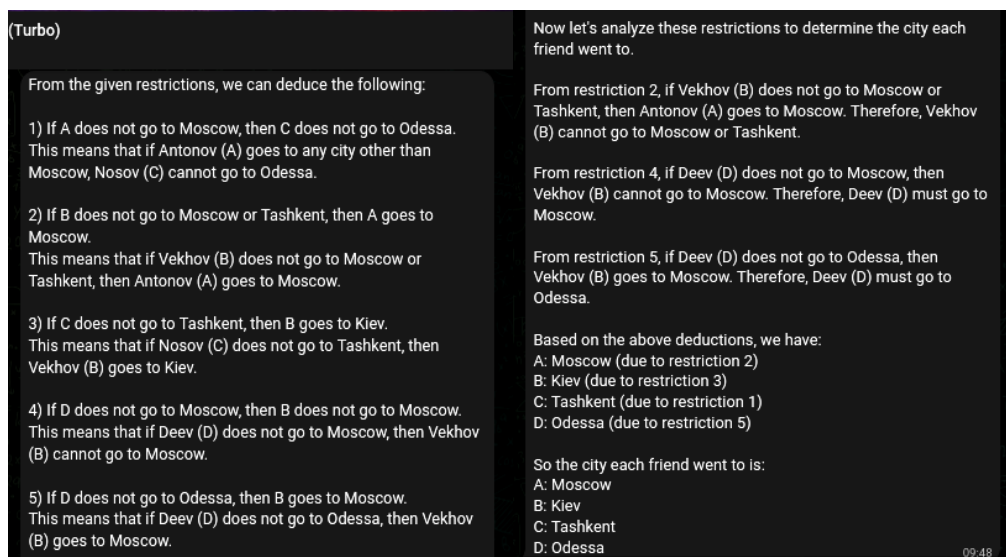 (Turbo)
From the given restrictions, we can deduce the following:
1) If A does not go to Moscow, then C does not go to Odessa.
This means that if Antonov (A) goes to any city other than
Moscow, Nosov (C) cannot go to Odessa.
2) If B does not go to Moscow or Tashkent, then A goes to
Moscow.
This means that if Vekhov (B) does not go to Moscow or
Tashkent, then Antonov (A) goes to Moscow.
3) If C does not go to Tashkent, then B goes to Kiev.
This means that if Nosov (C) does not go to Tashkent, then
Vekhov (B) goes to Kiev.
4) If D does not go to Moscow, then B does not go to Moscow.
This means that if Deev (D) does not go to Moscow, then Vekhov
(B) cannot go to Moscow.
5) If D does not go to Odessa, then B goes to Moscow.
This means that if Deev (D) does not go to Odessa, then Vekhov
(B) goes to Moscow.
Now let's analyze these restrictions to determine the city each
friend went to.
From restriction 2, if Vekhov (B) does not go to Moscow or
Tashkent, then Antonov (A) goes to Moscow. Therefore, Vekhov
(B) cannot go to Moscow or Tashkent.
From restriction 4, if Deev (D) does not go to Moscow, then
Vekhov (B) cannot go to Moscow. Therefore, Deev (D) must go to
Moscow.
From restriction 5, if Deev (D) does not go to Odessa, then
Vekhov (B) goes to Moscow. Therefore, Deev (D) must go to
Odessa.
Based on the above deductions, we have:
A: Moscow (due to restriction 2)
B: Kiev (due to restriction 3)
C: Tashkent (due to restriction 1)
D: Odessa (due to restriction 5)
So the city each friend went to is:
A: Moscow
B: Kiev
C: Tashkent
D: Odessa
09:48